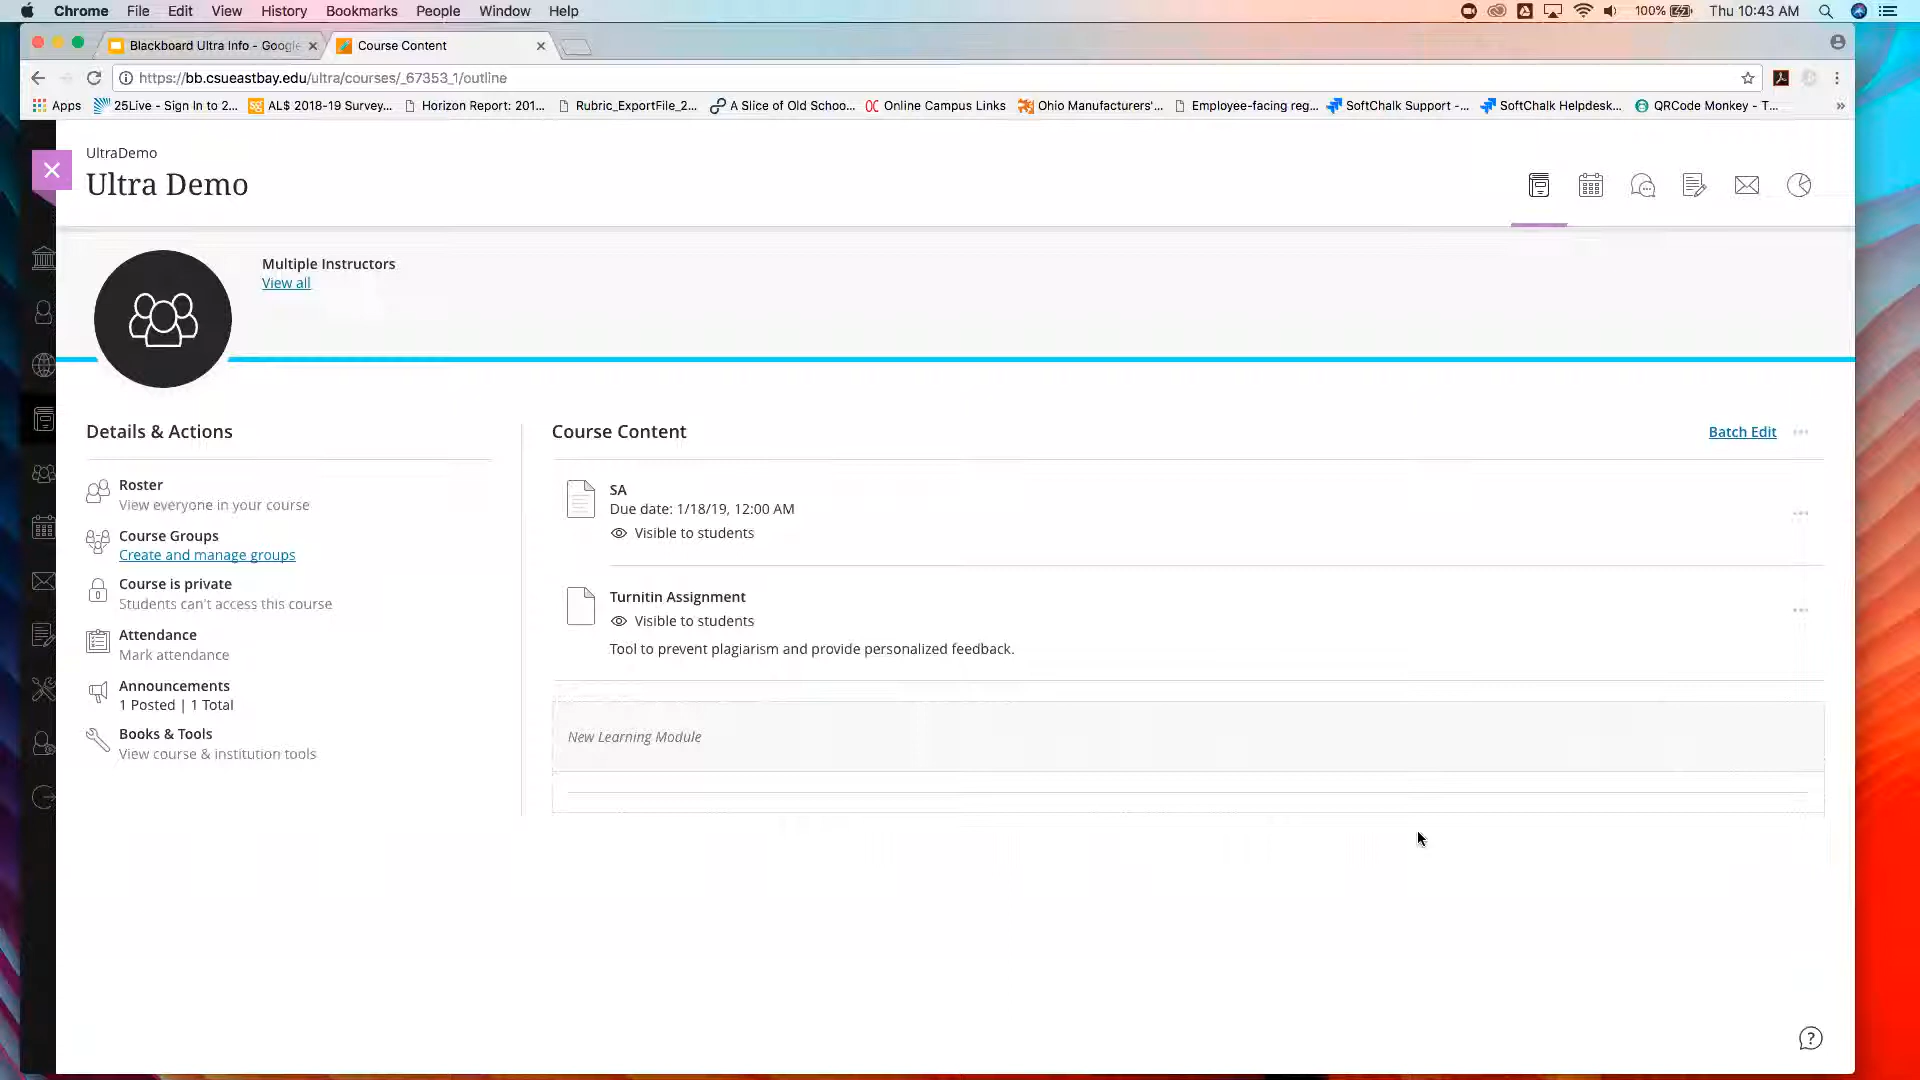 Chrome File Edit View History Bookmarks People Window Help 100% Thu 10:43 AM
Blackboard Ultra Info - Google Course Content
https://bb.csueastbay.edu/ultra/courses/_67353_1/outline
Apps 25Live - Sign In to 2... AL$ 2018-19 Survey... Horizon Report: 201... Rubric_ExportFile_2... A Slice of Old Schoo... Online Campus Links Ohio Manufacturers'... Employee-facing reg... SoftChalk Support -... SoftChalk Helpdesk... QRCode Monkey - T... »
UltraDemo
Ultra Demo
Multiple Instructors
View all
Details & Actions
Roster
View everyone in your course
Course Groups
Create and manage groups
Course is private
Students can't access this course
Attendance
Mark attendance
Announcements
1 Posted | 1 Total
Books & Tools
View course & institution tools
Course Content Batch Edit
SA
Due date: 1/18/19, 12:00 AM
Visible to students
Turnitin Assignment
Visible to students
Tool to prevent plagiarism and provide personalized feedback.
New Learning Module